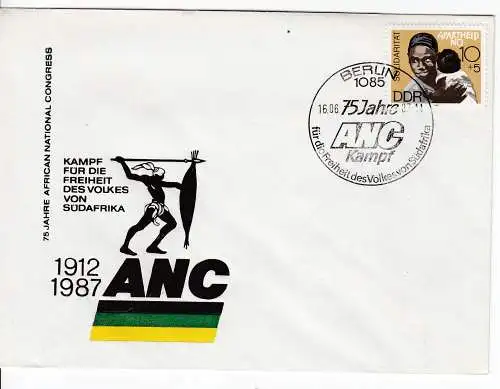 75 JAHRE AFRICAN NATIONAL CONGRESS
KAMPF
FÜR DIE
FREIHEIT
DES VOLKES
VON
SÜDAFRIKA
1912
1987
ANC
BERLIN
1085
16.06
75 Jahre
ANC
Kampf
für die Freiheit des Volkes von Südafrika
SOLIDARITÄT
APARTHEID
NO
10
+5
DDR